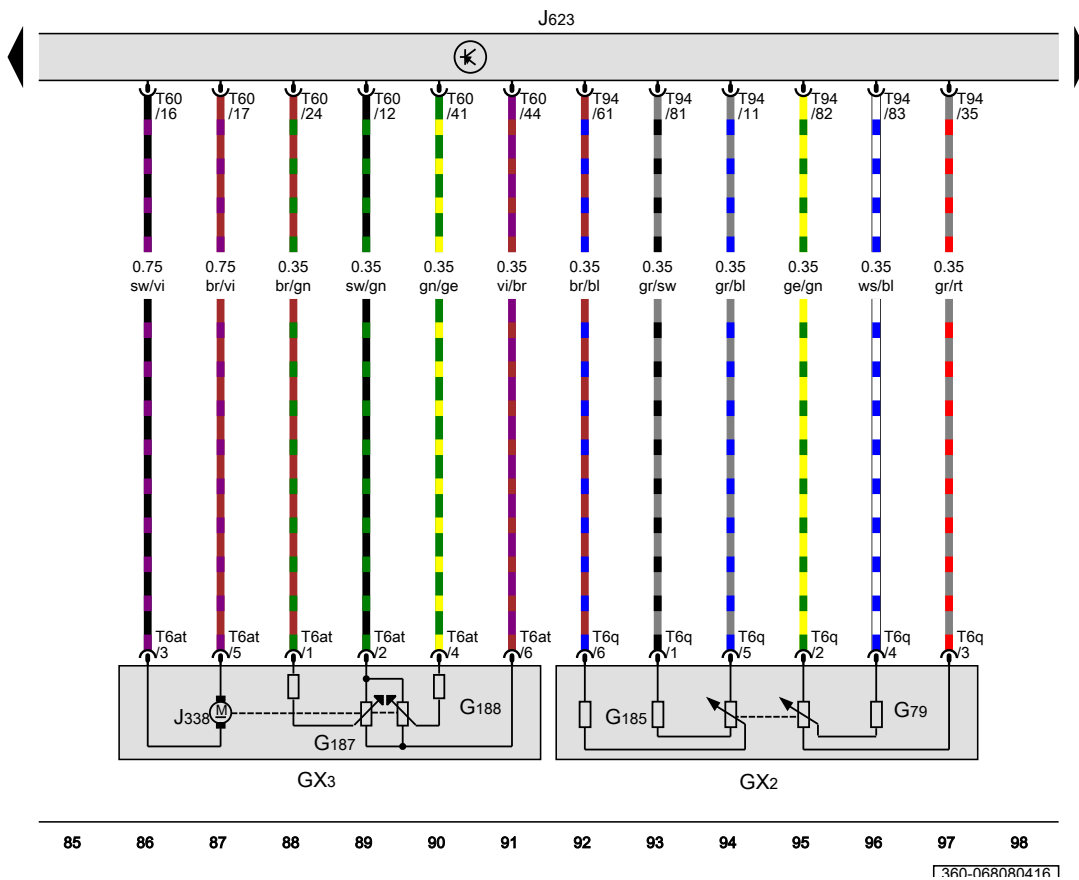 J623
T60 T60 T60 T60 T60 T60 T94 T94 T94 T94 T94 T94
/16 /17 /24 /12 /41 /44 /61 /81 /11 /82 /83 /35
0.75 0.75 0.35 0.35 0.35 0.35 0.35 0.35 0.35 0.35 0.35 0.35
sw/vi br/vi br/gn sw/gn gn/ge vi/br br/bl gr/sw gr/bl ge/gn ws/bl gr/rt
T6at T6at T6at T6at T6at T6at T6q T6q T6q T6q T6q T6q
/3 /5 /1 /2 /4 /6 /6 /1 /5 /2 /4 /3
J338 M G187 G188 G185 G79
GX3 GX2
85 86 87 88 89 90 91 92 93 94 95 96 97 98
360-068080416